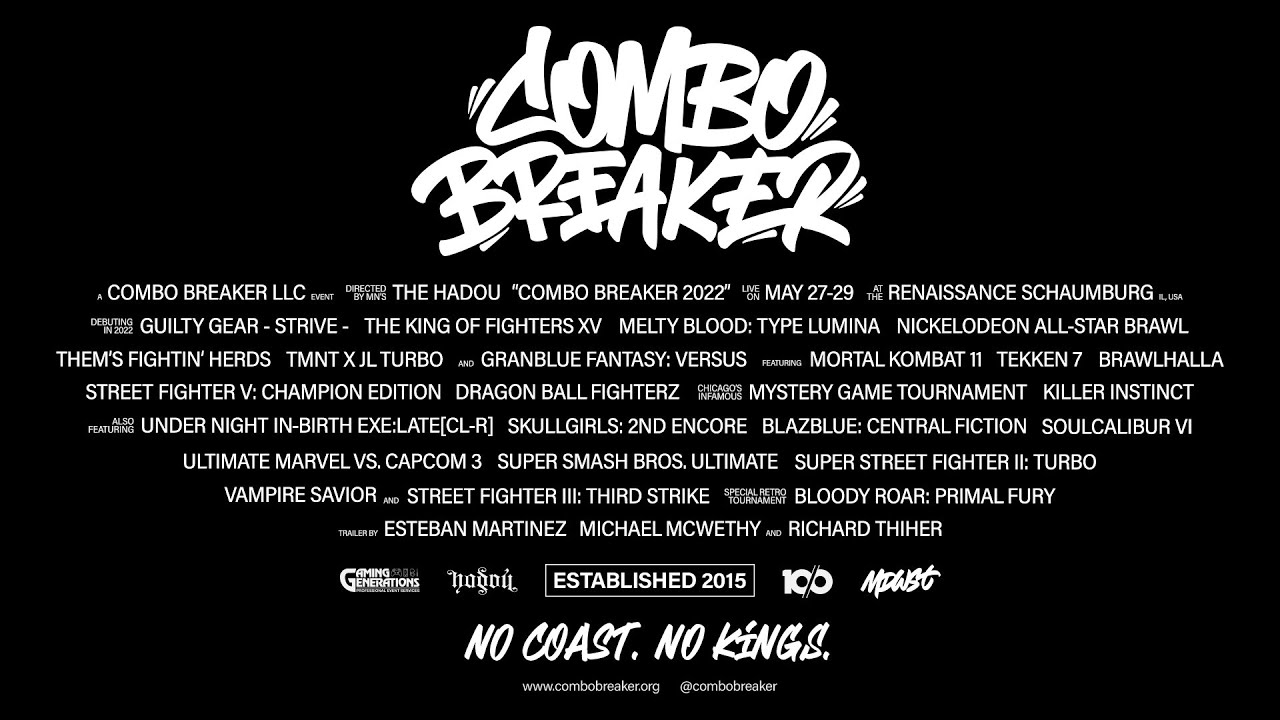 COMBO
BREAKER
A COMBO BREAKER LLC EVENT DIRECTED BY MN'S THE HADOU "COMBO BREAKER 2022" LIVE ON MAY 27-29 AT THE RENAISSANCE SCHAUMBURG IL, USA
DEBUTING IN 2022 GUILTY GEAR - STRIVE - THE KING OF FIGHTERS XV MELTY BLOOD: TYPE LUMINA NICKELODEON ALL-STAR BRAWL
THEM'S FIGHTIN' HERDS TMNT X JL TURBO AND GRANBLUE FANTASY: VERSUS FEATURING MORTAL KOMBAT 11 TEKKEN 7 BRAWLHALLA
STREET FIGHTER V: CHAMPION EDITION DRAGON BALL FIGHTERZ CHICAGO'S INFAMOUS MYSTERY GAME TOURNAMENT KILLER INSTINCT
ALSO FEATURING UNDER NIGHT IN-BIRTH EXE:LATE[CL-R] SKULLGIRLS: 2ND ENCORE BLAZBLUE: CENTRAL FICTION SOULCALIBUR VI
ULTIMATE MARVEL VS. CAPCOM 3 SUPER SMASH BROS. ULTIMATE SUPER STREET FIGHTER II: TURBO
VAMPIRE SAVIOR AND STREET FIGHTER III: THIRD STRIKE SPECIAL RETRO TOURNAMENT BLOODY ROAR: PRIMAL FURY
TRAILER BY ESTEBAN MARTINEZ MICHAEL MCWETHY AND RICHARD THIHER
GAMING GENERATIONS PROFESSIONAL EVENT SERVICES hadou ESTABLISHED 2015 10/0 MDWST
NO COAST. NO KiNGS.
www.combobreaker.org @combobreaker